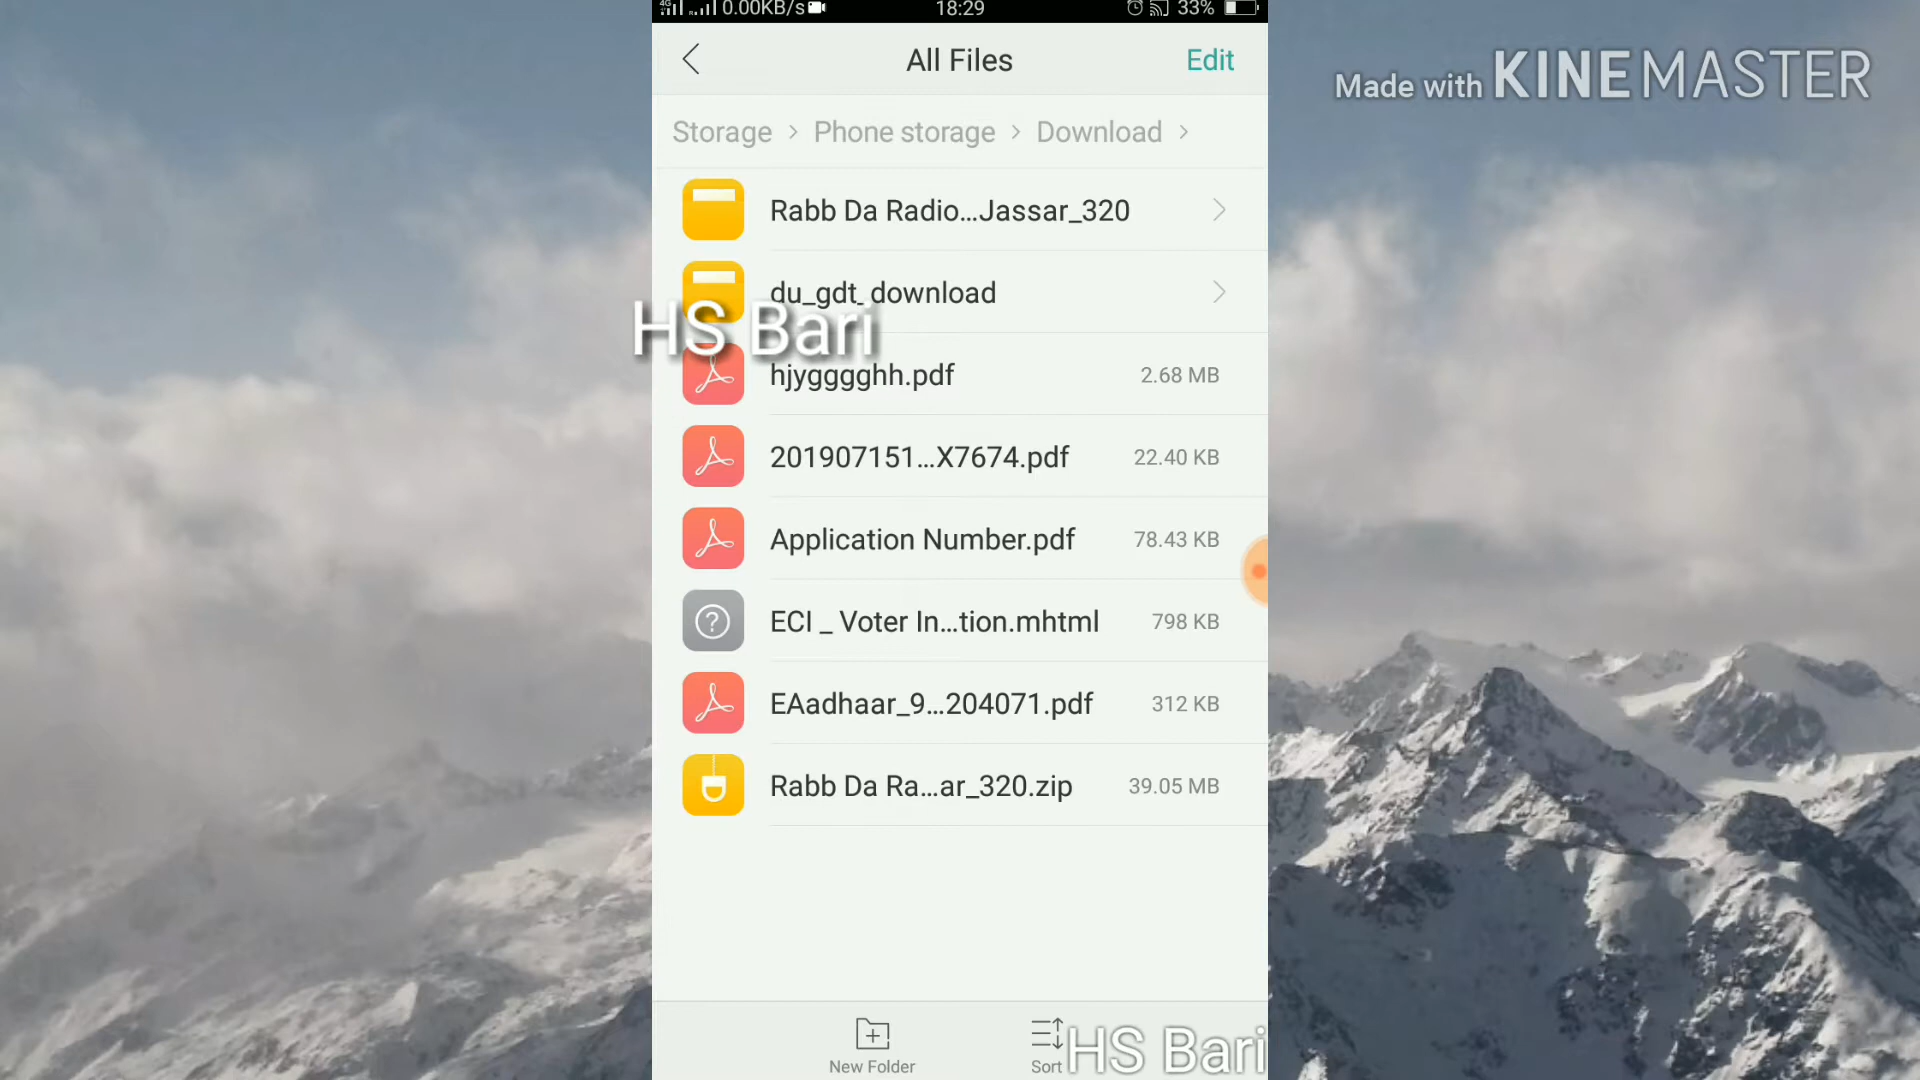 4G R 0.00KB/s 18:29 33%
All Files Edit
Made with KINEMASTER
Storage > Phone storage > Download >
Rabb Da Radio...Jassar_320
du_gdt_download
HS Bari
hjygggghh.pdf 2.68 MB
201907151...X7674.pdf 22.40 KB
Application Number.pdf 78.43 KB
ECI _ Voter In...tion.mhtml 798 KB
EAadhaar_9...204071.pdf 312 KB
Rabb Da Ra...ar_320.zip 39.05 MB
New Folder Sort HS Bari